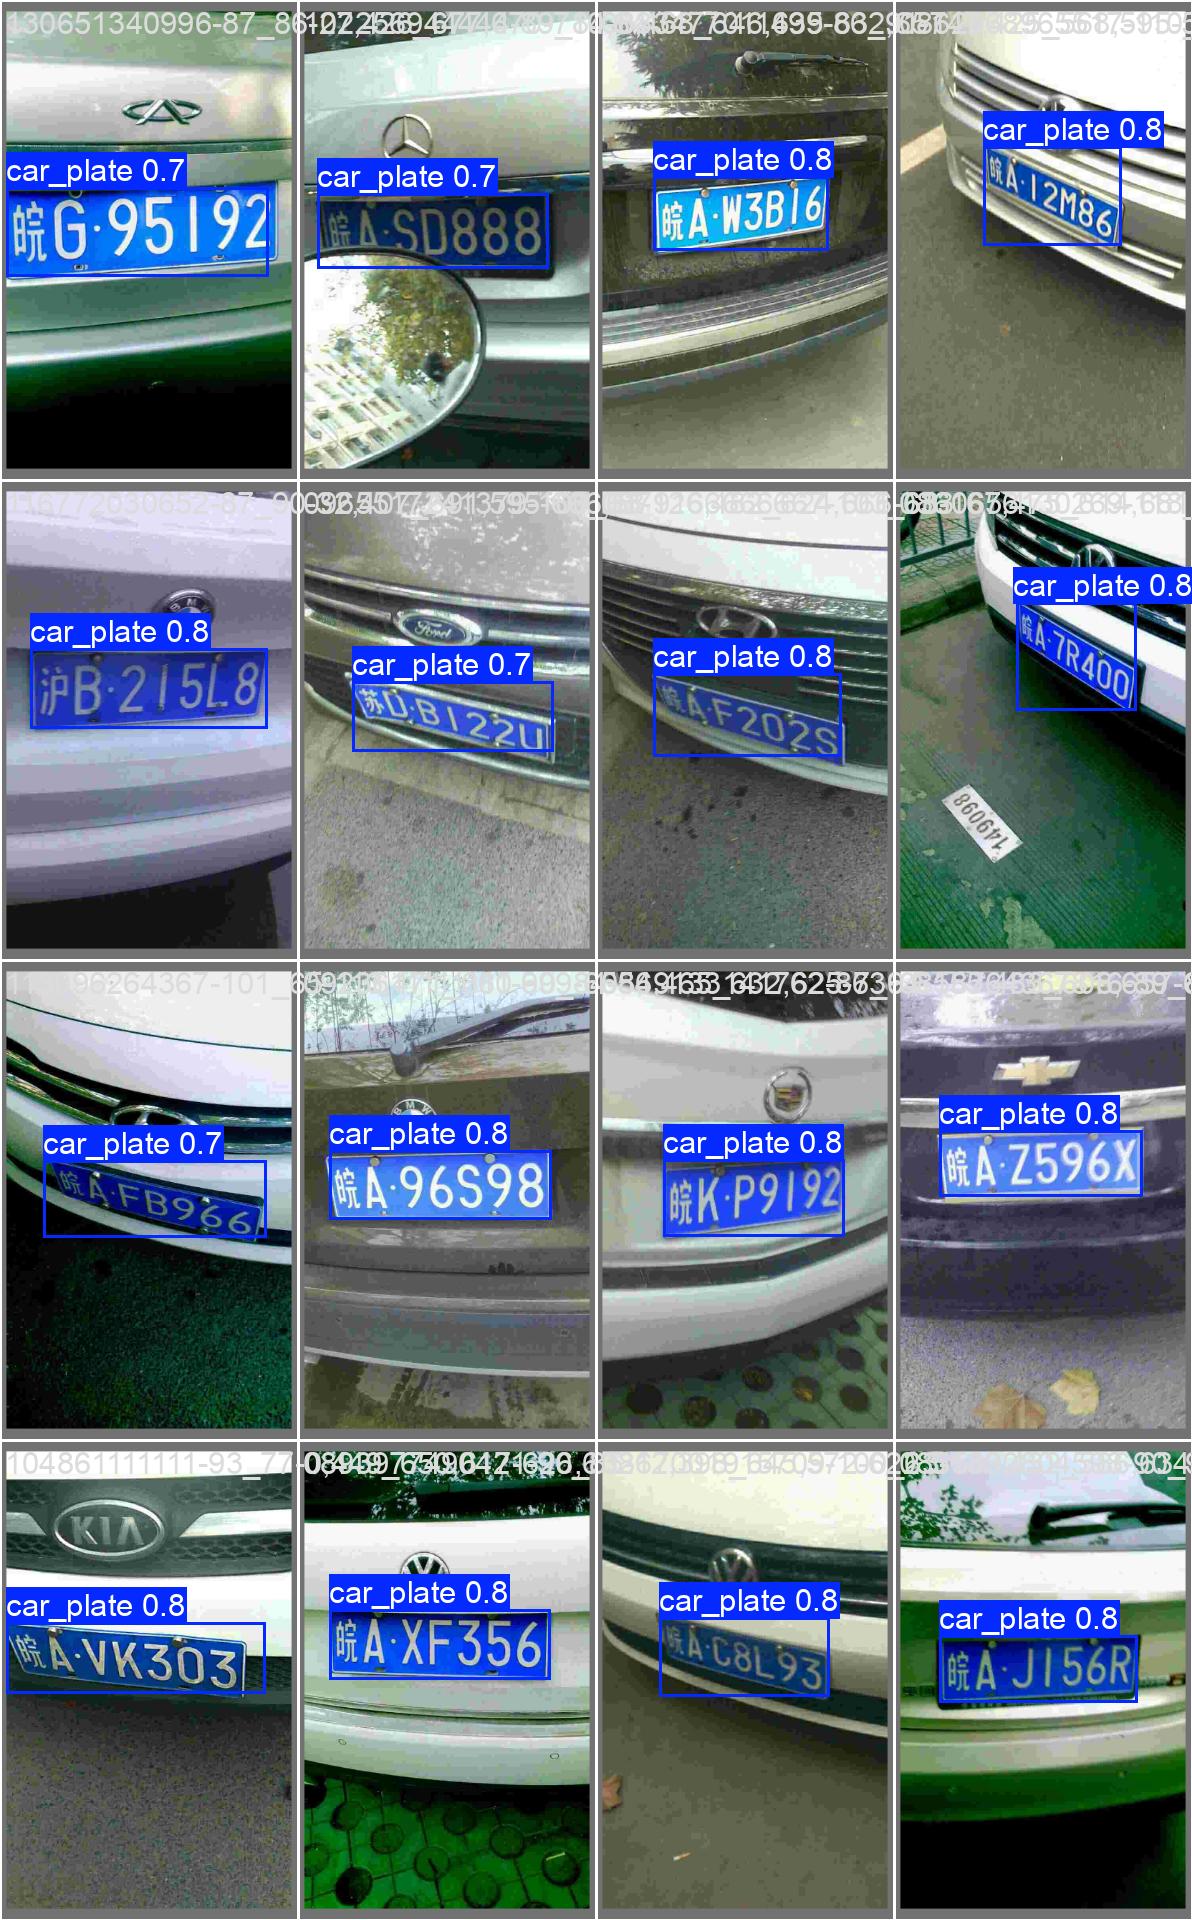 car_plate 0.7
皖G·95192
car_plate 0.7
皖A·SD888
car_plate 0.8
皖A·W3B16
car_plate 0.8
皖A·12M86
car_plate 0.8
沪B·215L8
BMW
Ford
car_plate 0.7
苏D·B122U
car_plate 0.8
皖A·F202S
car_plate 0.8
皖A·7R400
149098
car_plate 0.7
皖A·FB966
BMW
car_plate 0.8
皖A·96S98
car_plate 0.8
皖K·P9192
car_plate 0.8
皖A·Z596X
104861111111-93_77
KIA
car_plate 0.8
皖A·VK303
car_plate 0.8
皖A·XF356
car_plate 0.8
皖A·C8L93
car_plate 0.8
皖A·J156R